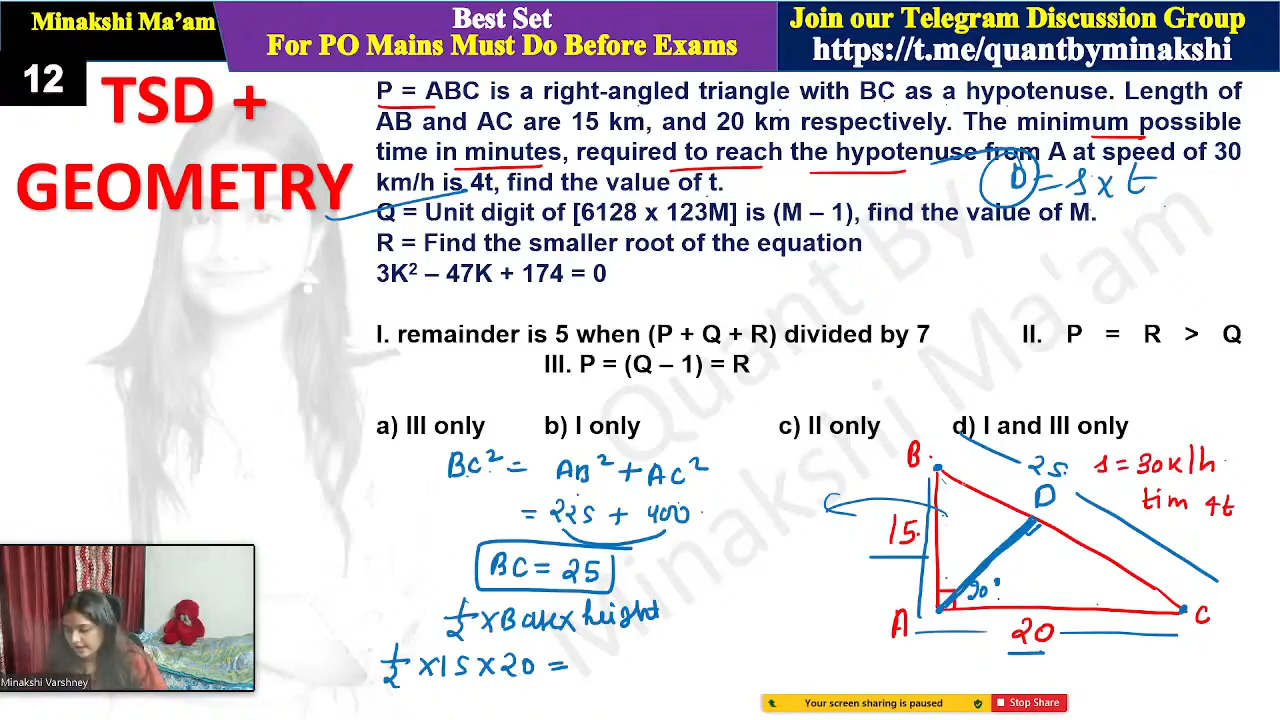 Minakshi Ma'am
Best Set
For PO Mains Must Do Before Exams
Join our Telegram Discussion Group
https://t.me/quantbyminakshi
12
TSD +
GEOMETRY
P = ABC is a right-angled triangle with BC as a hypotenuse. Length of
AB and AC are 15 km, and 20 km respectively. The minimum possible
time in minutes, required to reach the hypotenuse from A at speed of 30
km/h is 4t, find the value of t.
D = s x t
Q = Unit digit of [6128 x 123M] is (M – 1), find the value of M.
R = Find the smaller root of the equation
3K² – 47K + 174 = 0
I. remainder is 5 when (P + Q + R) divided by 7 II. P = R > Q
III. P = (Q – 1) = R
a) III only b) I only c) II only d) I and III only
BC² = AB² + AC²
= 225 + 400
BC = 25
½ × Base × height
½ × 15 × 20 =
B
25
D
s = 30k/h
tim 4t
15
90°
A
20
C
Quant By
Minakshi Ma'am
Minakshi Varshney
Your screen sharing is paused
Stop Share